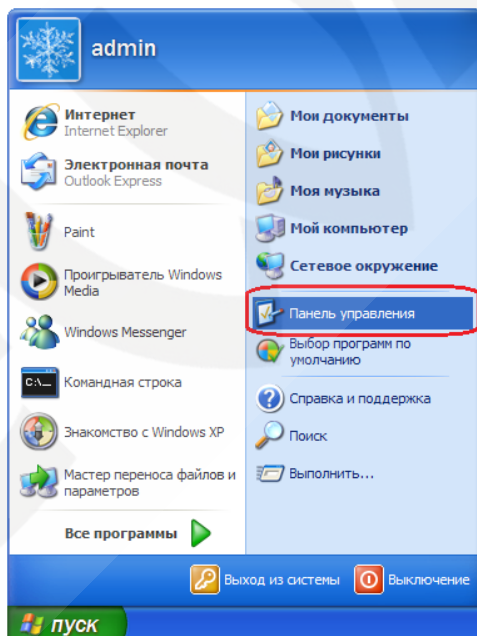 admin
Интернет
Internet Explorer
Электронная почта
Outlook Express
Paint
Проигрыватель Windows
Media
Windows Messenger
C:\_
Командная строка
Знакомство с Windows XP
Мастер переноса файлов и
параметров
Все программы
Мои документы
Мои рисунки
Моя музыка
Мой компьютер
Сетевое окружение
Панель управления
Выбор программ по
умолчанию
Справка и поддержка
Поиск
Выполнить...
Выход из системы
Выключение
пуск